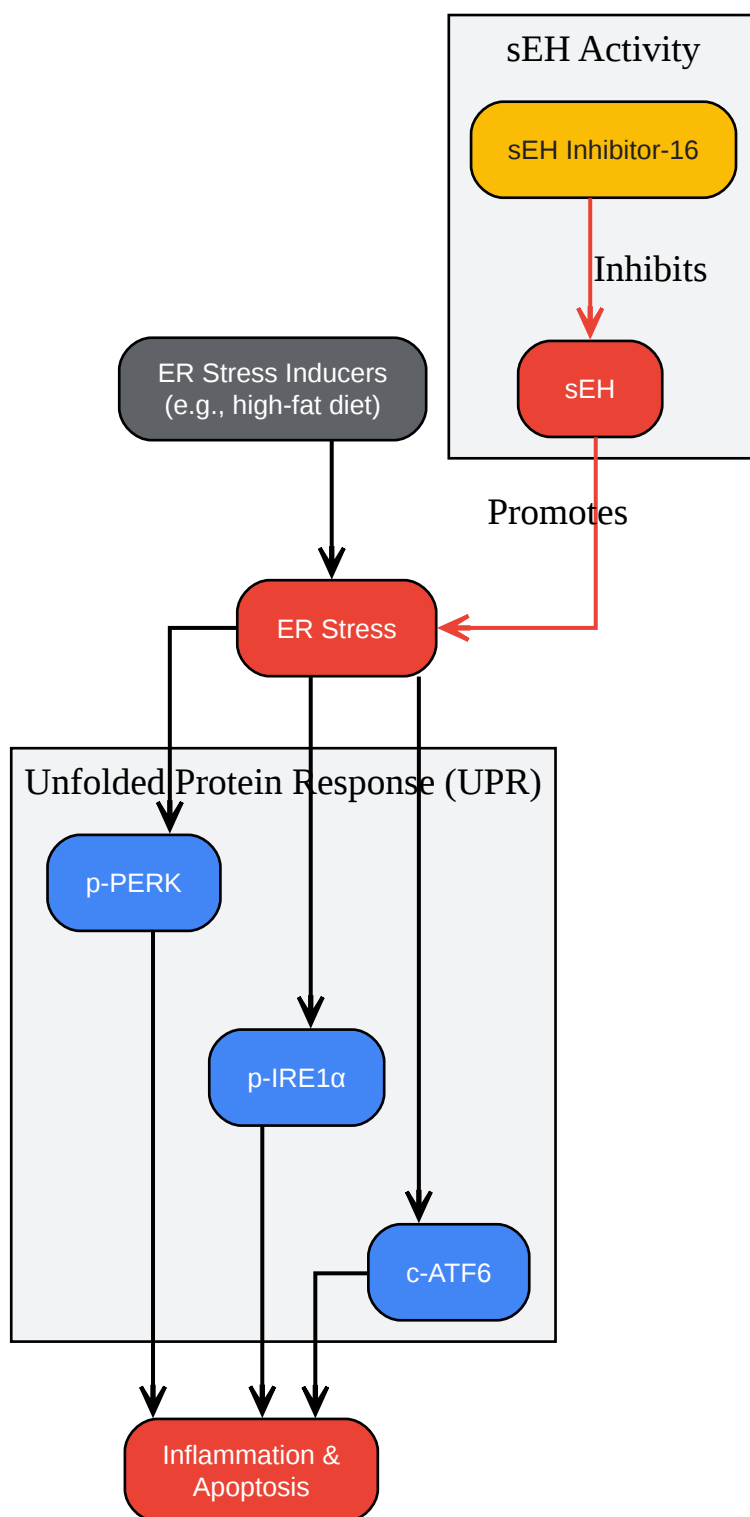 sEH Activity
sEH Inhibitor-16
Inhibits
ER Stress Inducers
(e.g., high-fat diet)
sEH
Promotes
ER Stress
Unfolded Protein Response (UPR)
p-PERK
p-IRE1α
c-ATF6
Inflammation &
Apoptosis